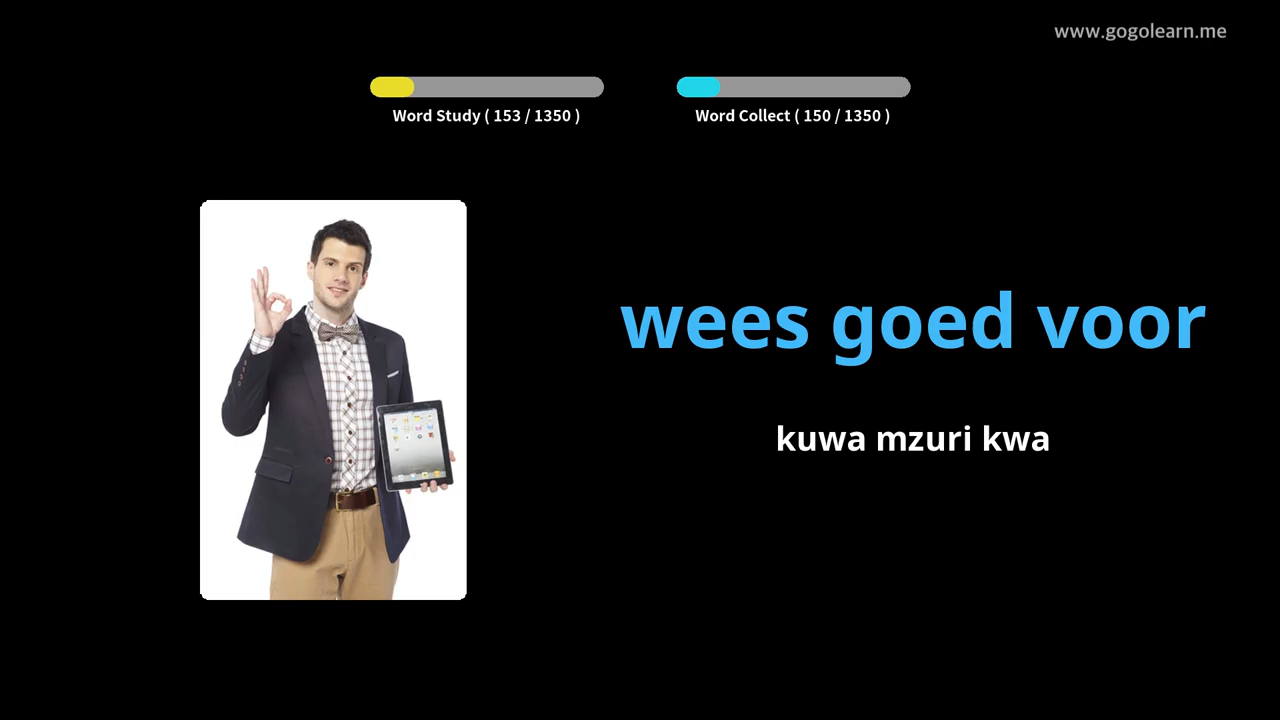 www.gogolearn.me
Word Study ( 153 / 1350 )
Word Collect ( 150 / 1350 )
wees goed voor
kuwa mzuri kwa